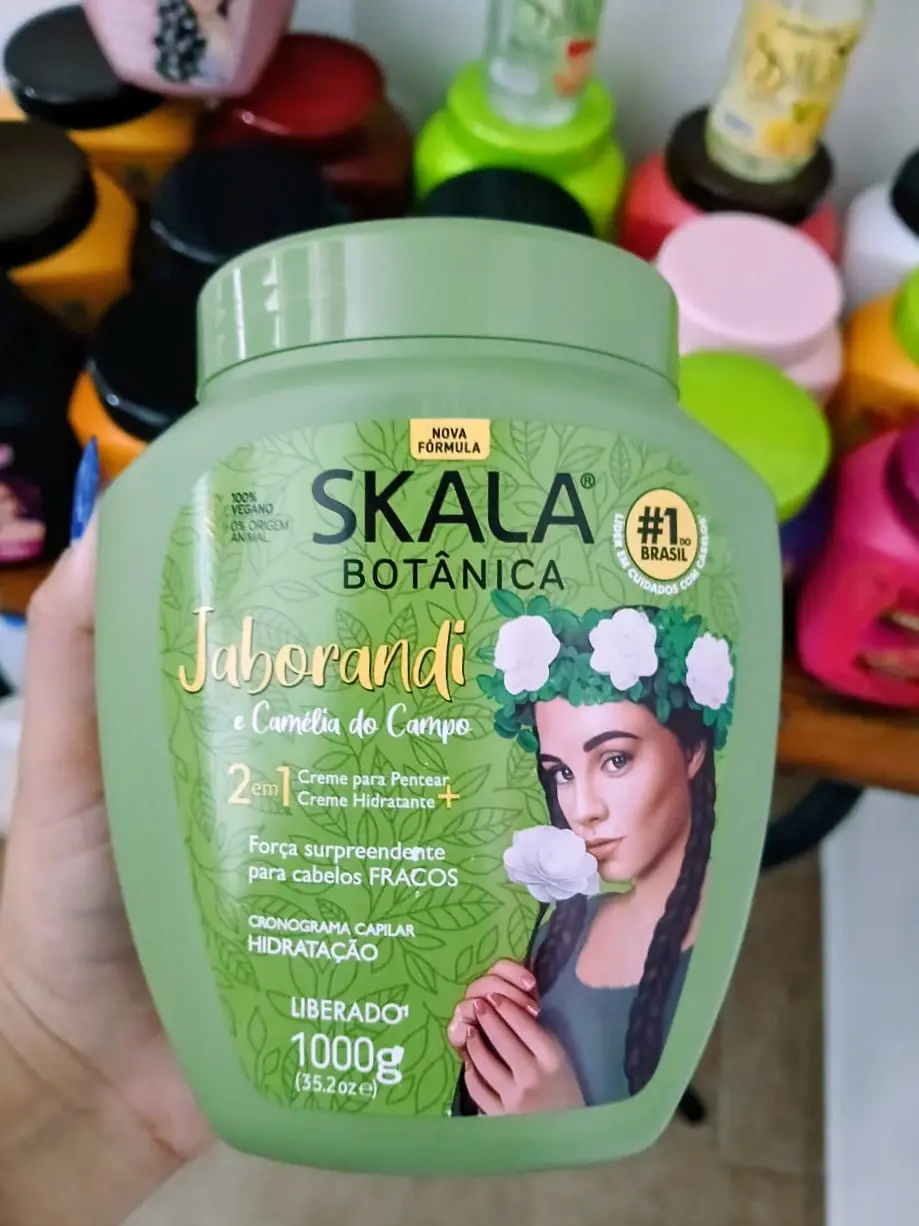 NOVA
FÓRMULA
SKALA®
BOTÂNICA
100%
VEGANO
0% ORIGEM
ANIMAL
#1 DO
BRASIL
LÍDER EM CUIDADOS COM CABELOS
Jaborandi
e Camélia do Campo
2 em 1 Creme para Pentear
Creme Hidratante +
Força surpreendente
para cabelos FRACOS
CRONOGRAMA CAPILAR
HIDRATAÇÃO
LIBERADO
1000g
(35.2 oz ℮)